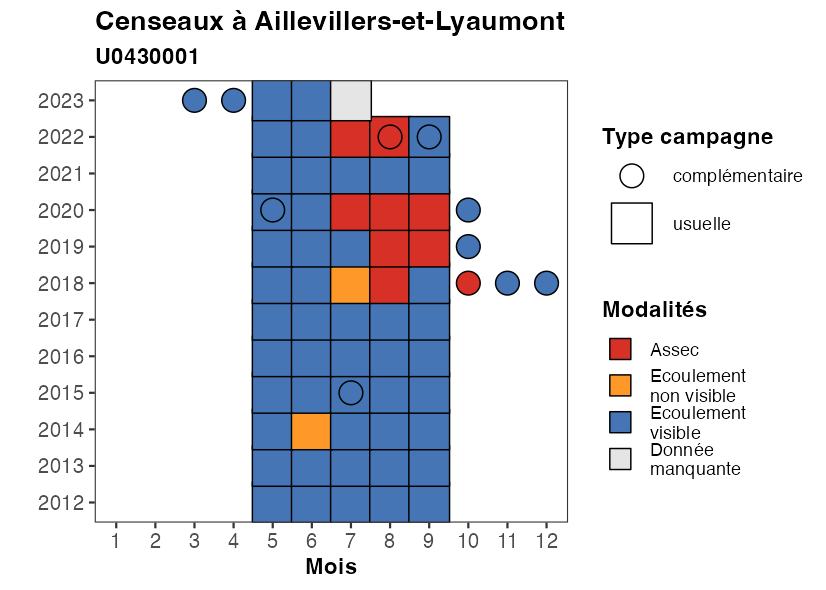 Censeaux à Aillevillers-et-Lyaumont
U0430001
2023
2022
2021
2020
2019
2018
2017
2016
2015
2014
2013
2012
1 2 3 4 5 6 7 8 9 10 11 12
Mois
Type campagne
complémentaire
usuelle
Modalités
Assec
Ecoulement
non visible
Ecoulement
visible
Donnée
manquante